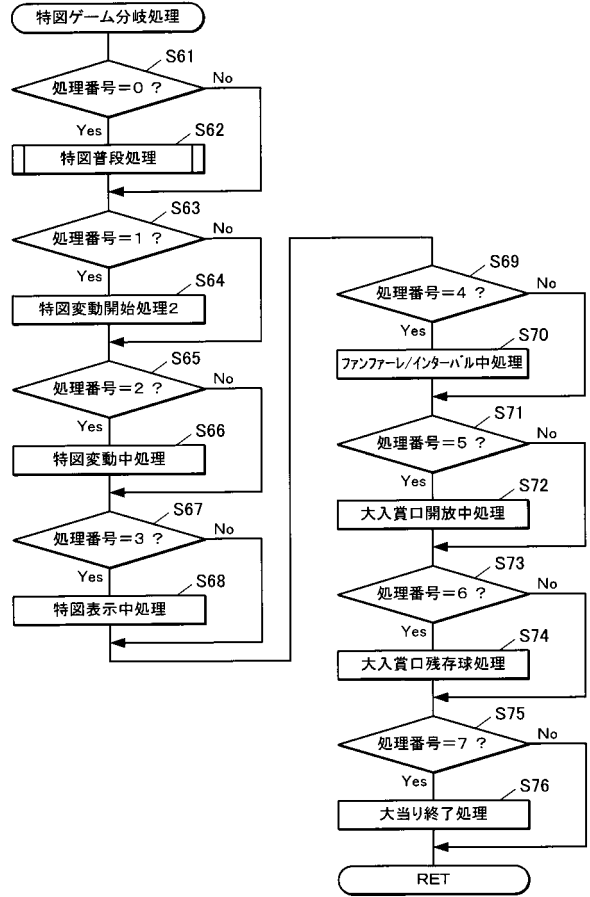 特図ゲーム分岐処理
S61
処理番号=0 ?
No
Yes
S62
特図普段処理
S63
処理番号=1 ?
No
Yes
S64
特図変動開始処理2
S65
処理番号=2 ?
No
Yes
S66
特図変動中処理
S67
処理番号=3 ?
No
Yes
S68
特図表示中処理
S69
処理番号=4 ?
No
Yes
S70
ファンファーレ/インターバル中処理
S71
処理番号=5 ?
No
Yes
S72
大入賞口開放中処理
S73
処理番号=6 ?
No
Yes
S74
大入賞口残存球処理
S75
処理番号=7 ?
No
Yes
S76
大当り終了処理
RET